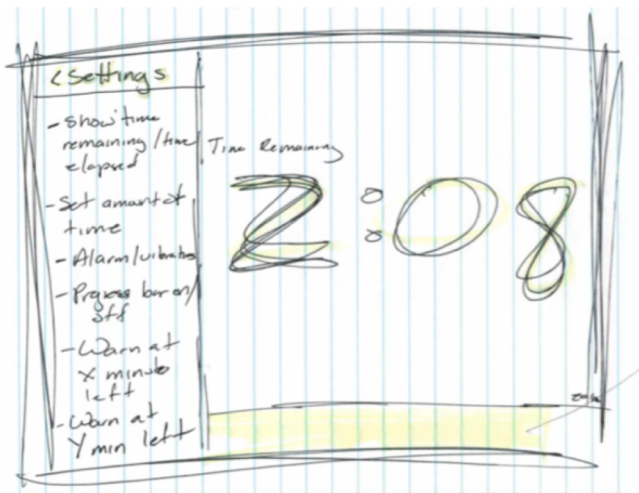 < Settings
- Show time
remaining / time
elapsed
- Set amount of
time
- Alarm/vibrate
- Progress bar on/
off
- Warn at
X minute
left
- Warn at
Y min left
Time Remaining
2:08